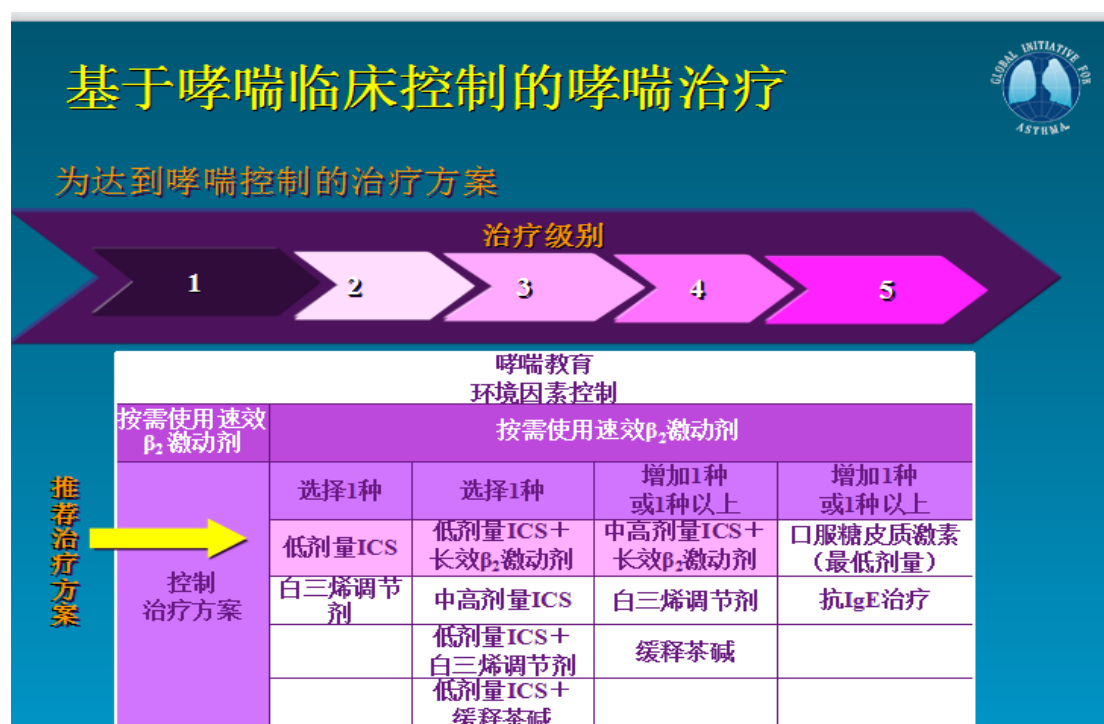 基于哮喘临床控制的哮喘治疗
GLOBAL INITIATIVE FOR
ASTHMA
为达到哮喘控制的治疗方案
治疗级别
1
2
3
4
5
哮喘教育
环境因素控制
按需使用速效
β₂激动剂
按需使用速效β₂激动剂
推荐治疗方案
控制
治疗方案
选择1种
选择1种
增加1种
或1种以上
增加1种
或1种以上
低剂量ICS
低剂量ICS＋
长效β₂激动剂
中高剂量ICS＋
长效β₂激动剂
口服糖皮质激素
（最低剂量）
白三烯调节
剂
中高剂量ICS
白三烯调节剂
抗IgE治疗
低剂量ICS＋
白三烯调节剂
缓释茶碱
低剂量ICS＋
缓释茶碱